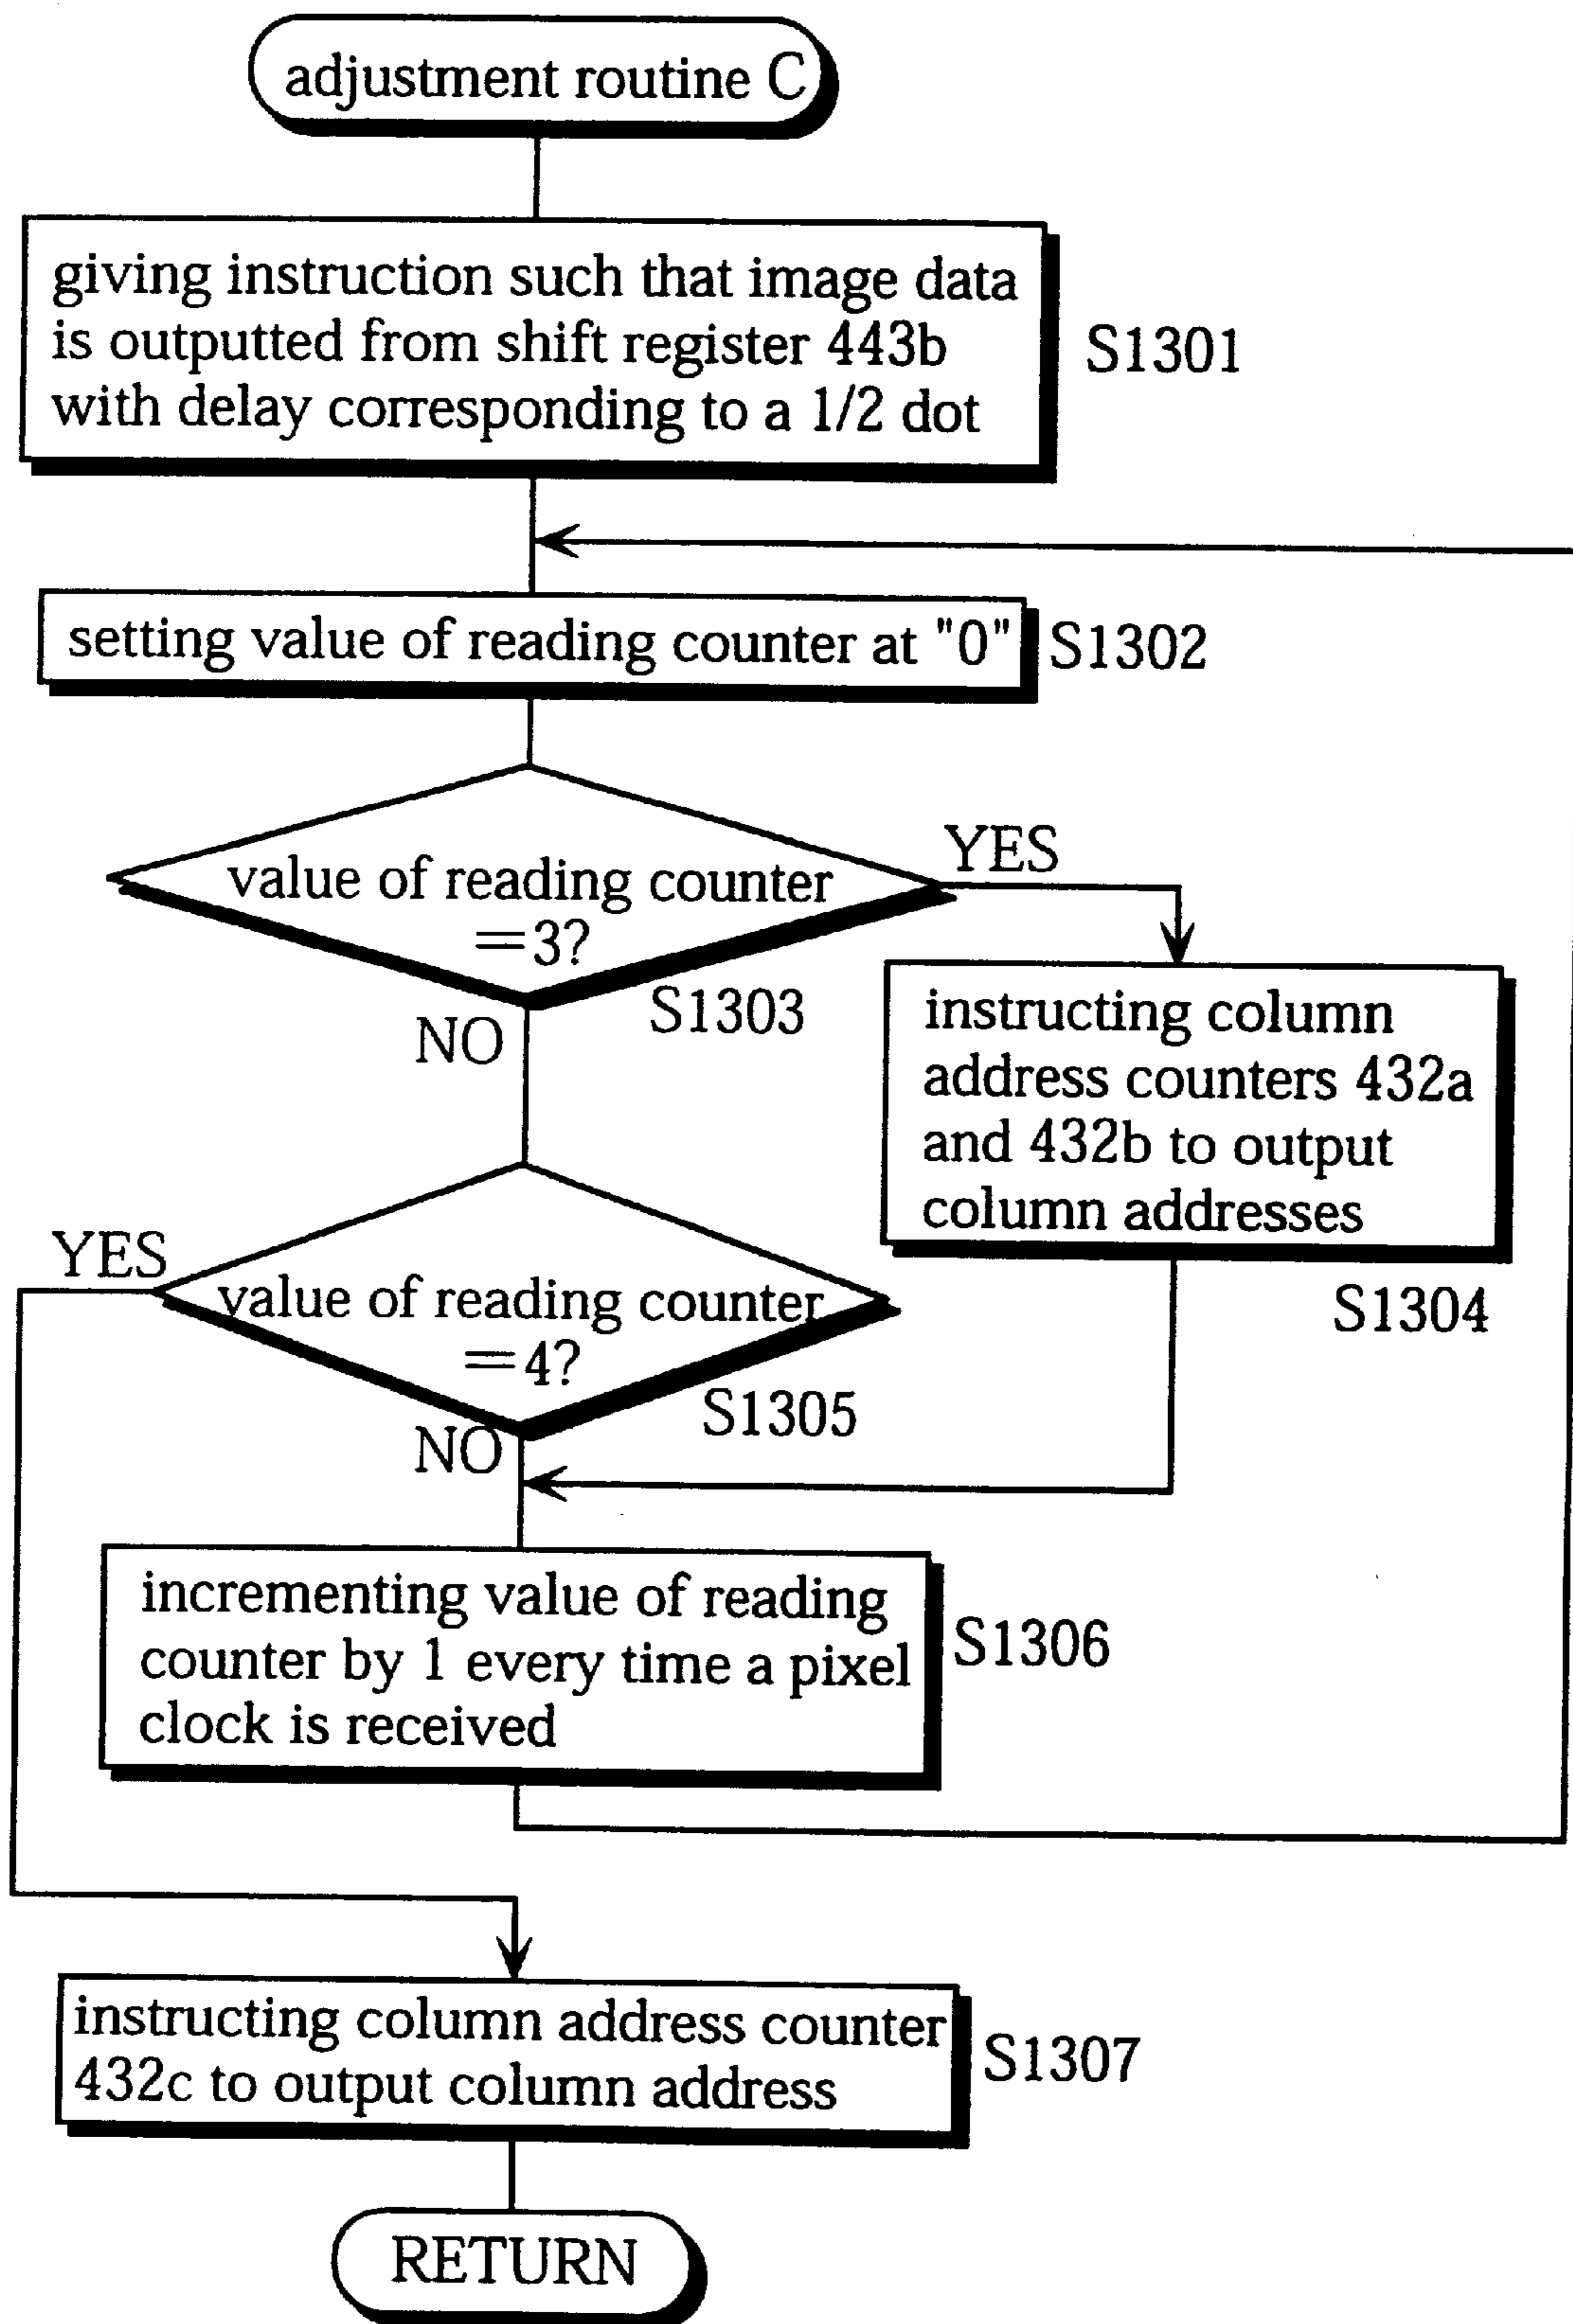 adjustment routine C
giving instruction such that image data
is outputted from shift register 443b
with delay corresponding to a 1/2 dot
S1301
setting value of reading counter at "0"
S1302
value of reading counter
=3?
YES
S1303
NO
instructing column
address counters 432a
and 432b to output
column addresses
S1304
YES
value of reading counter
=4?
S1305
NO
incrementing value of reading
counter by 1 every time a pixel
clock is received
S1306
instructing column address counter
432c to output column address
S1307
RETURN